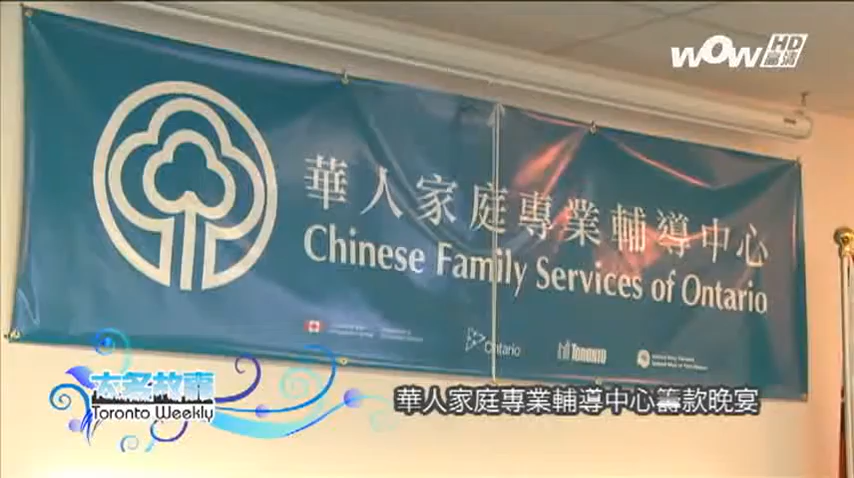 WOW HD
高清
華人家庭專業輔導中心
Chinese Family Services of Ontario
Ontario
TORONTO
多故事
Toronto Weekly
華人家庭專業輔導中心籌款晚宴